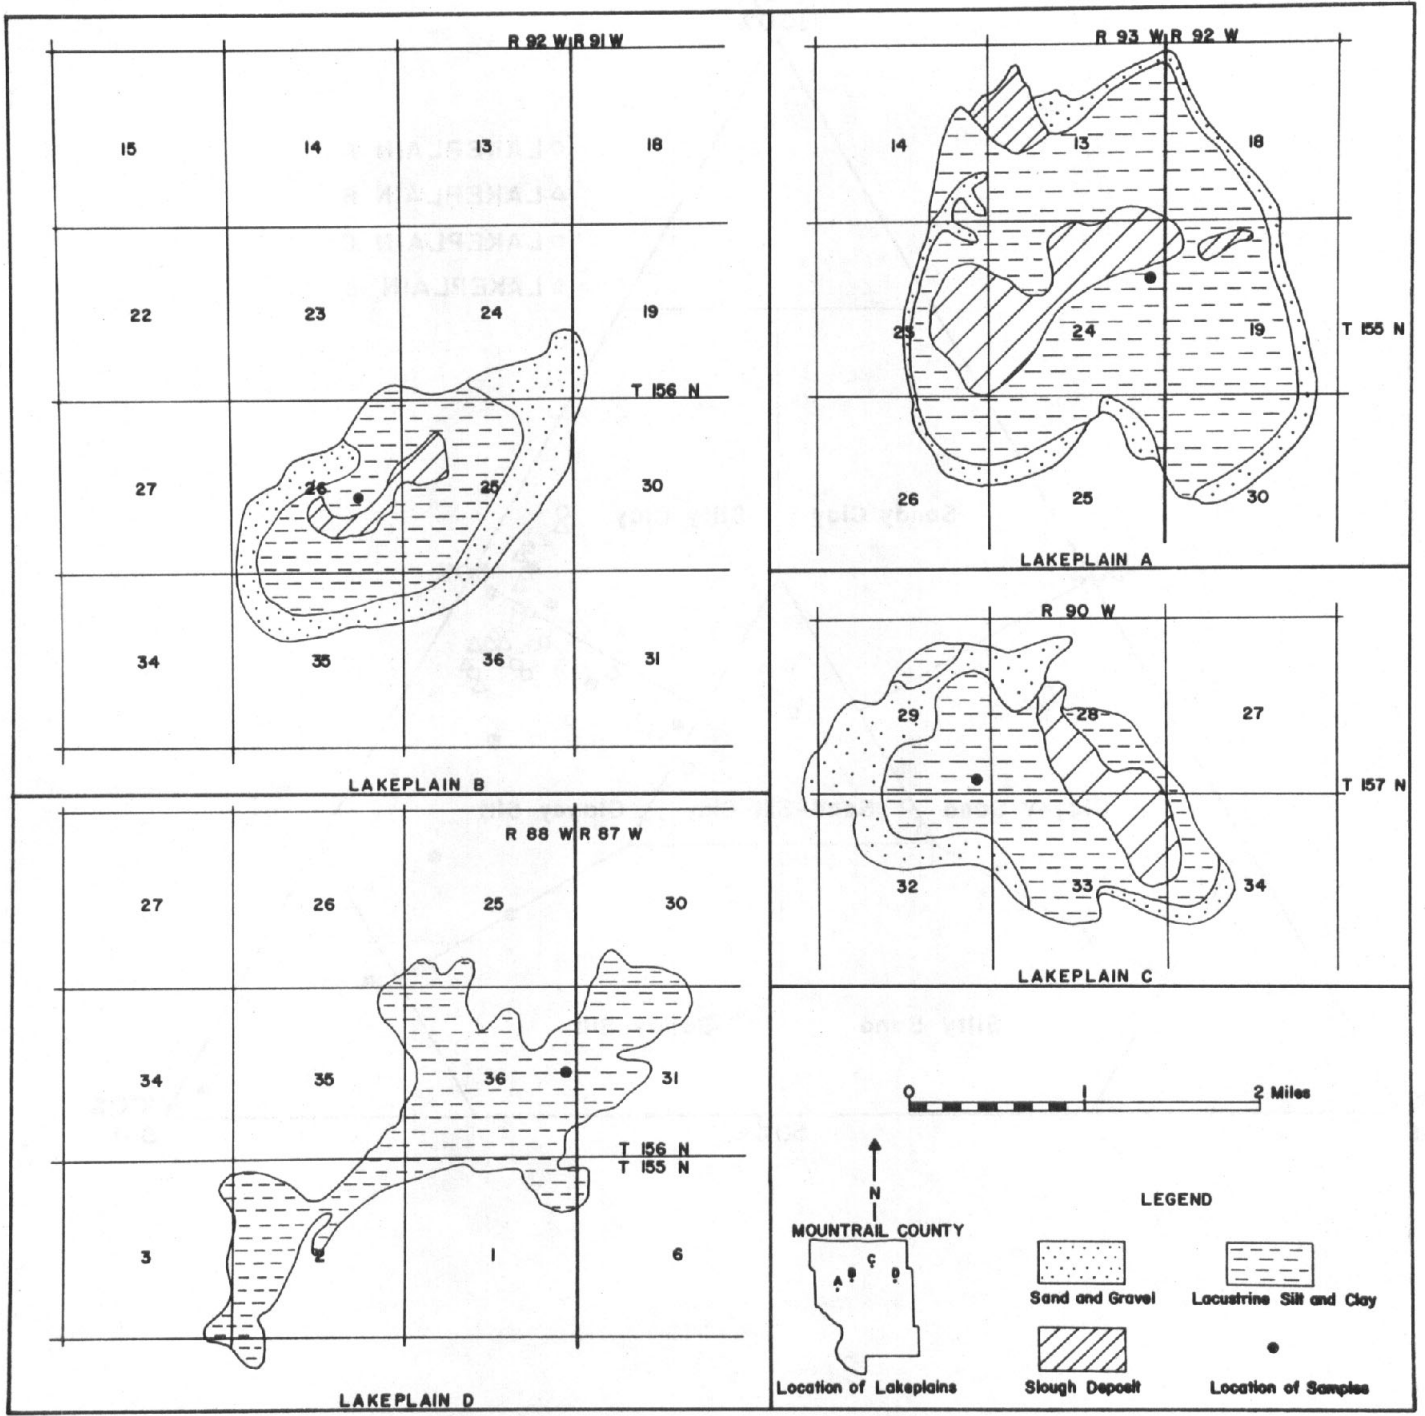 R 92 W R 91 W
15 14 13 18
22 23 24 19
T 156 N
27 26 25 30
34 35 36 31
LAKEPLAIN B
R 93 W R 92 W
14 13 18
23 24 19 T 155 N
26 25 30
LAKEPLAIN A
R 90 W
29 28 27
T 157 N
32 33 34
LAKEPLAIN C
R 88 W R 87 W
27 26 25 30
34 35 36 31
T 156 N
T 155 N
3 2 1 6
LAKEPLAIN D
0 1 2 Miles
N
MOUNTRAIL COUNTY
A B C D
Location of Lakeplains
LEGEND
Sand and Gravel
Lacustrine Silt and Clay
Slough Deposit
Location of Samples